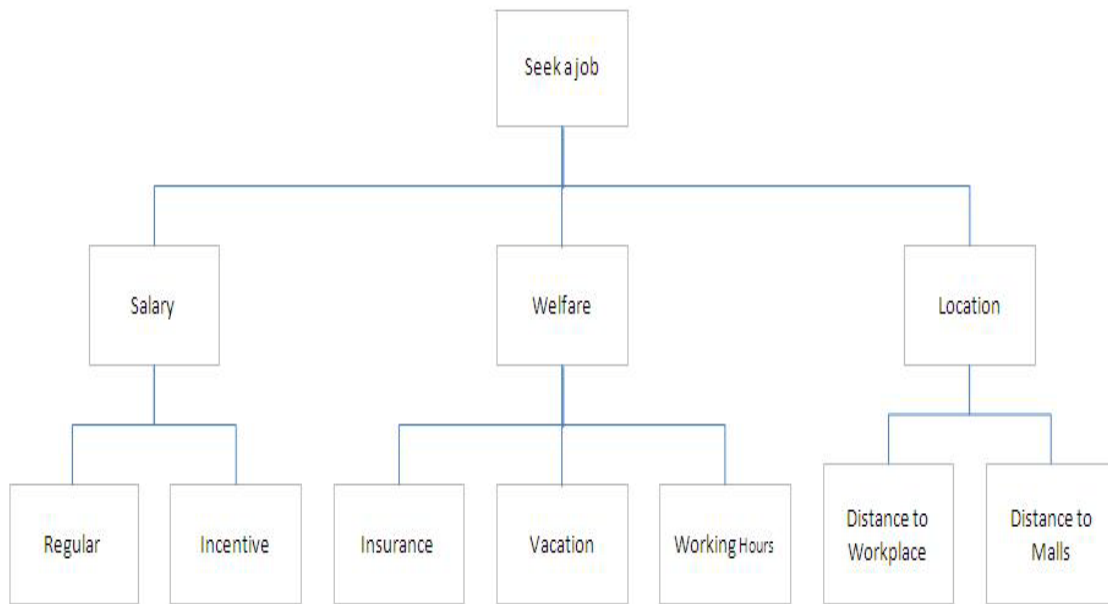 Seek a job
Salary
Welfare
Location
Regular
Incentive
Insurance
Vacation
Working Hours
Distance to
Workplace
Distance to
Malls